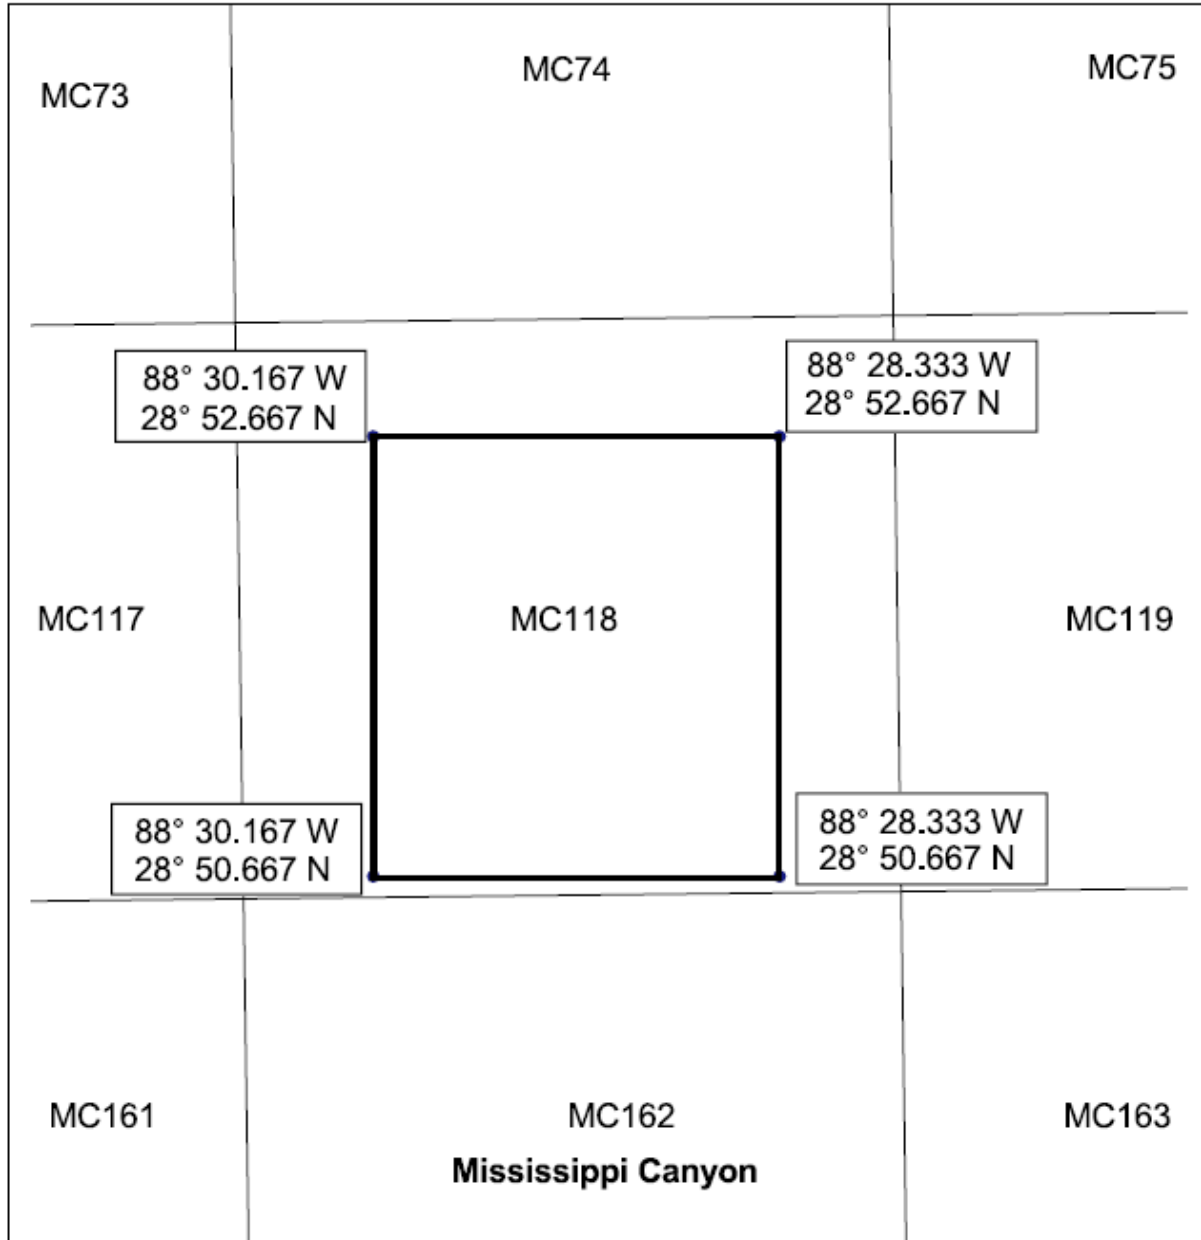 MC73
MC74
MC75
88° 30.167 W
28° 52.667 N
88° 28.333 W
28° 52.667 N
MC117
MC118
MC119
88° 30.167 W
28° 50.667 N
88° 28.333 W
28° 50.667 N
MC161
MC162
MC163
Mississippi Canyon